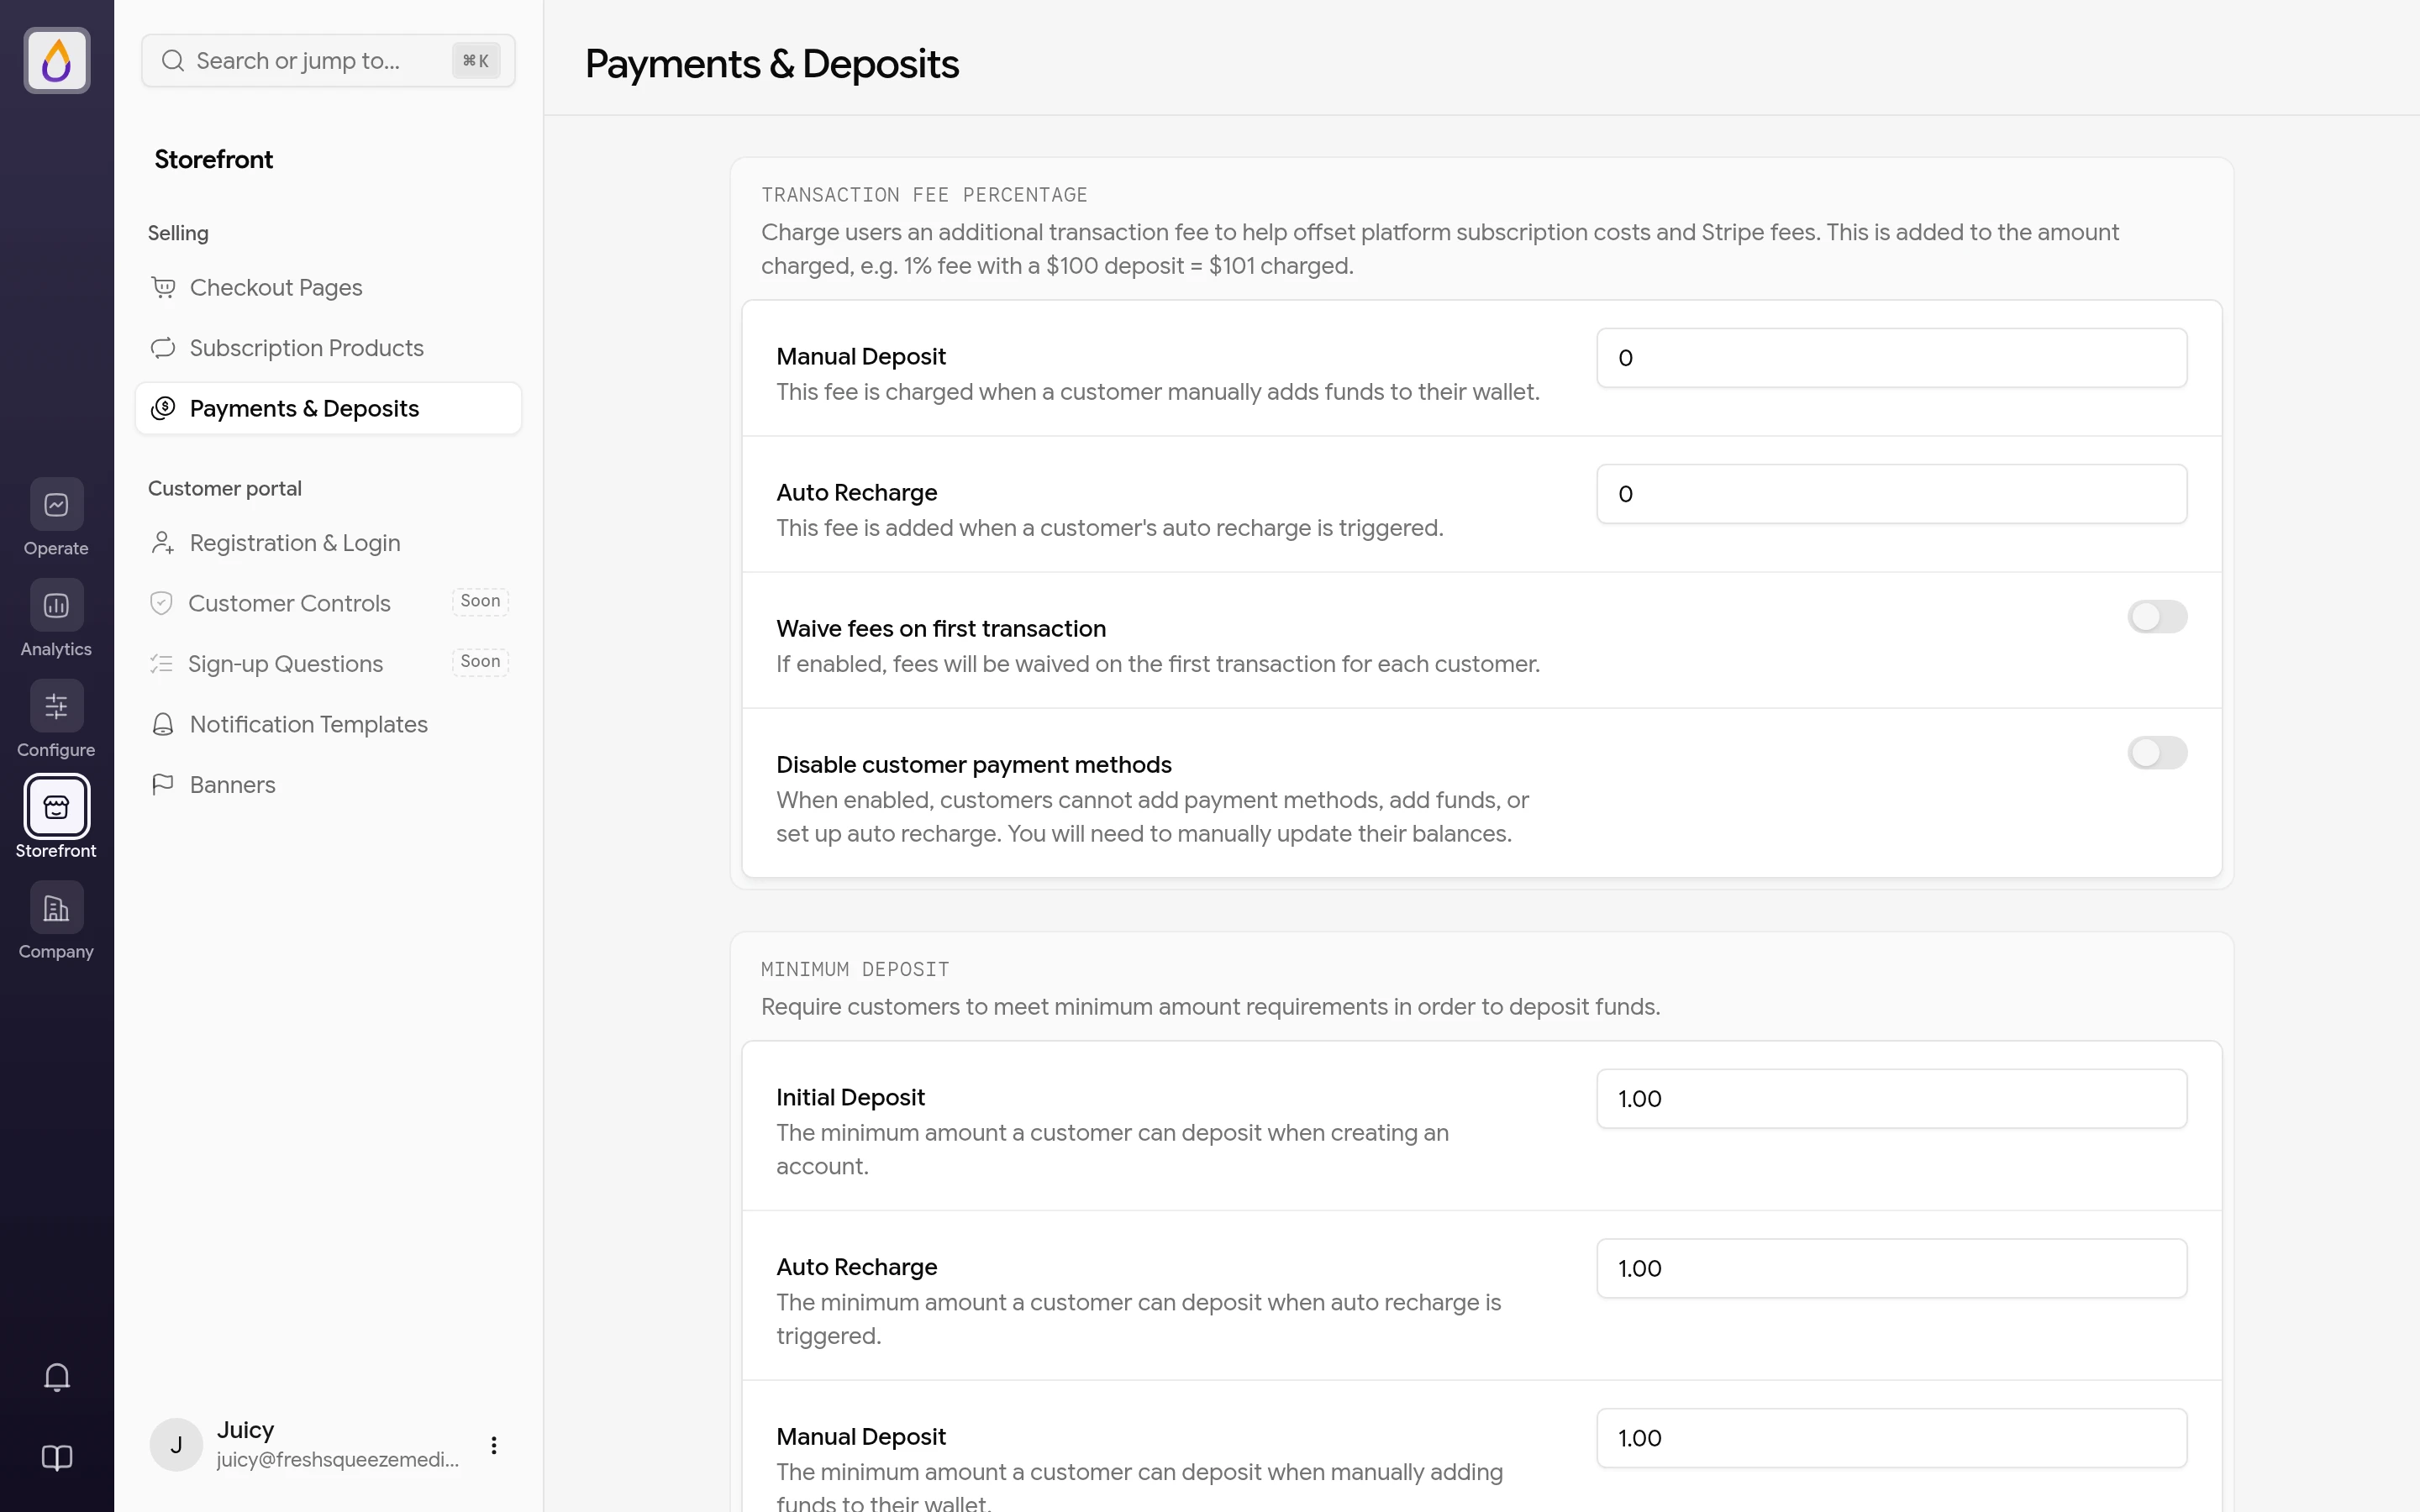 Search or jump to...
⌘ K
Storefront
Selling
Checkout Pages
Subscription Products
Payments & Deposits
Customer portal
Registration & Login
Customer Controls
Soon
Sign-up Questions
Soon
Notification Templates
Banners
Operate
Analytics
Configure
Storefront
Company
J
Juicy
juicy@freshsqueezemedi...
Payments & Deposits
TRANSACTION FEE PERCENTAGE
Charge users an additional transaction fee to help offset platform subscription costs and Stripe fees. This is added to the amount
charged, e.g. 1% fee with a $100 deposit = $101 charged.
Manual Deposit
This fee is charged when a customer manually adds funds to their wallet.
0
Auto Recharge
This fee is added when a customer's auto recharge is triggered.
0
Waive fees on first transaction
If enabled, fees will be waived on the first transaction for each customer.
Disable customer payment methods
When enabled, customers cannot add payment methods, add funds, or
set up auto recharge. You will need to manually update their balances.
MINIMUM DEPOSIT
Require customers to meet minimum amount requirements in order to deposit funds.
Initial Deposit
The minimum amount a customer can deposit when creating an
account.
1.00
Auto Recharge
The minimum amount a customer can deposit when auto recharge is
triggered.
1.00
Manual Deposit
The minimum amount a customer can deposit when manually adding
funds to their wallet.
1.00